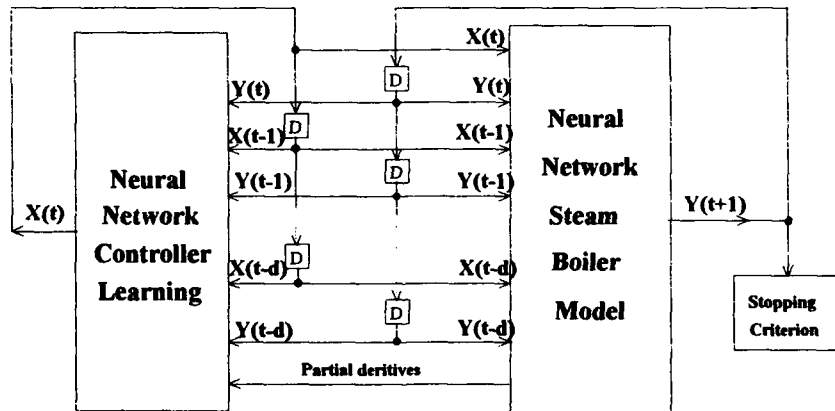 X(t)
D
Y(t)
Y(t)
D
X(t-1)
X(t-1)
D
Y(t-1)
Y(t-1)
Neural
Network
Controller
Learning
X(t)
Neural
Network
Steam
Boiler
Model
Y(t+1)
D
X(t-d)
X(t-d)
D
Y(t-d)
Y(t-d)
Stopping
Criterion
Partial deritives